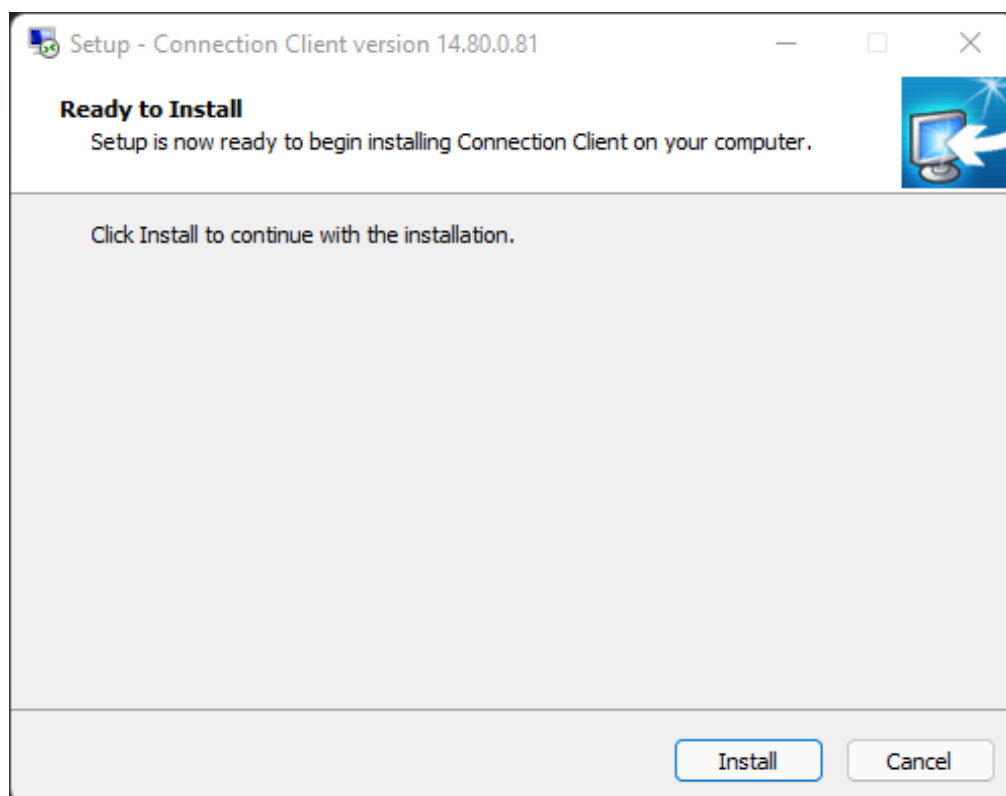 Setup - Connection Client version 14.80.0.81
Ready to Install
Setup is now ready to begin installing Connection Client on your computer.
Click Install to continue with the installation.
Install
Cancel